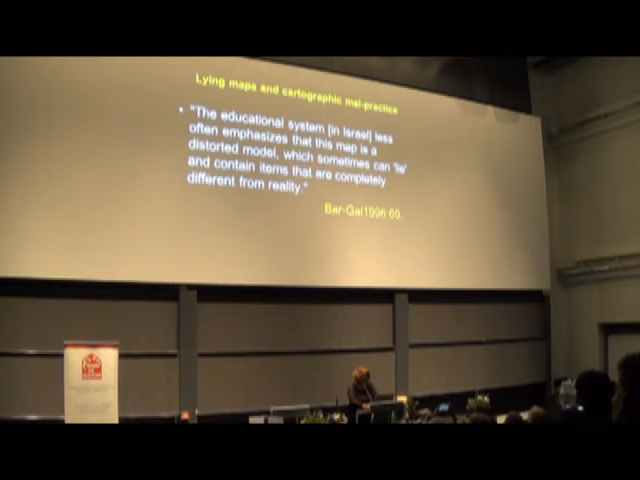 Lying maps and cartographic mal-practice
• "The educational system [in Israel] less
often emphasizes that this map is a
distorted model, which sometimes can 'lie'
and contain items that are completely
different from reality."
Bar-Gal1996 69.